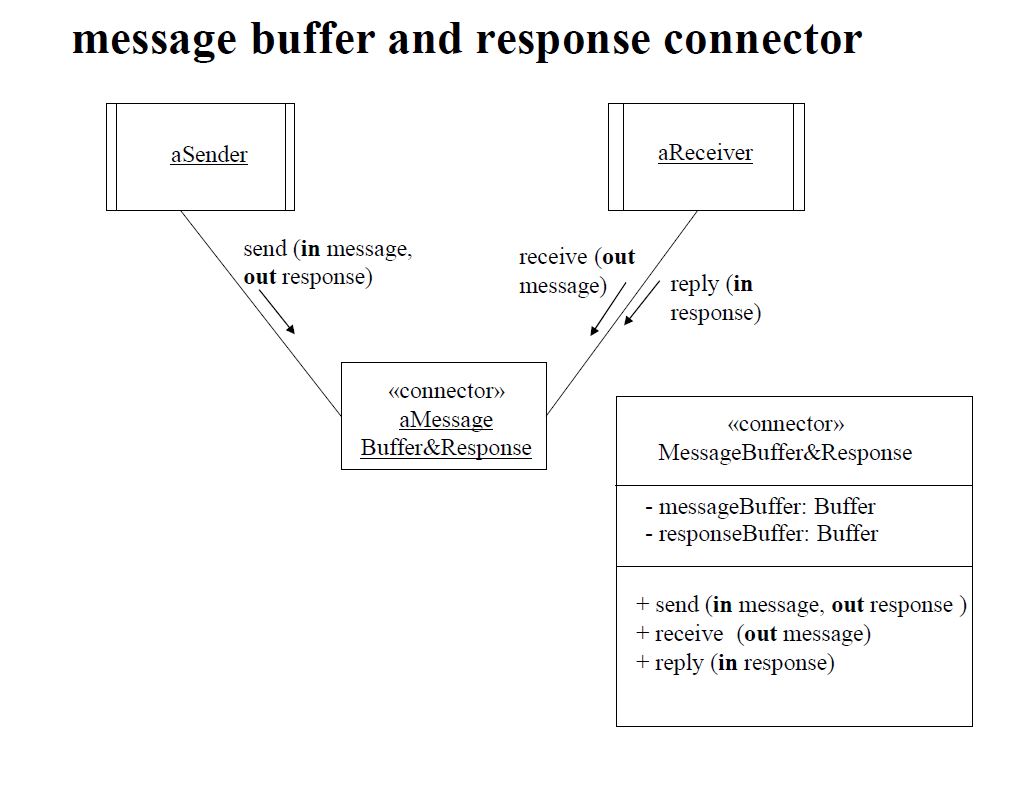 message buffer and response connector
aSender
aReceiver
send (in message,
out response)
receive (out
message)
reply (in
response)
«connector»
aMessage
Buffer&Response
«connector»
MessageBuffer&Response
- messageBuffer: Buffer
- responseBuffer: Buffer
+ send (in message, out response )
+ receive  (out message)
+ reply (in response)